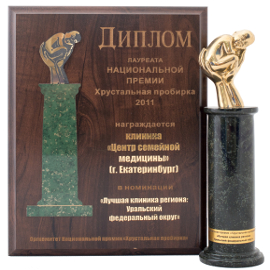 ДИПЛОМ
ЛАУРЕАТА
НАЦИОНАЛЬНОЙ
ПРЕМИИ
Хрустальная пробирка
2011
награждается
клиника
«Центр семейной
медицины»
(г. Екатеринбург)
в номинации
«Лучшая клиника региона:
Уральский
федеральный округ»